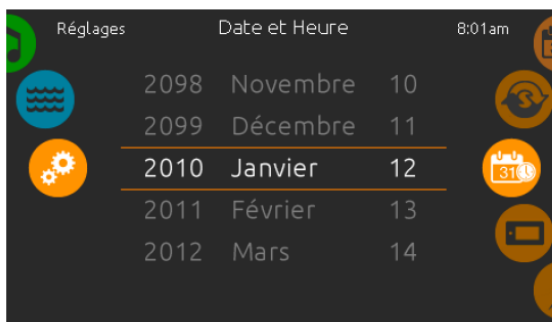 Réglages Date et Heure 8:01am
2098 Novembre 10
2099 Décembre 11
2010 Janvier 12
2011 Février 13
2012 Mars 14
31